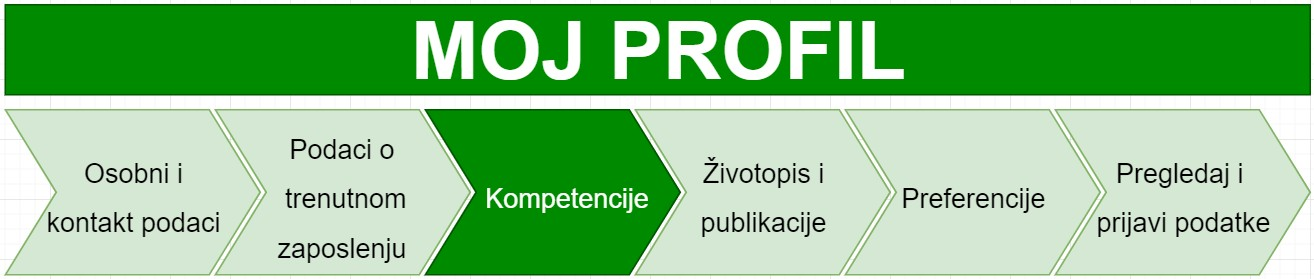 MOJ PROFIL
Osobni i
kontakt podaci
Podaci o
trenutnom
zaposlenju
Kompetencije
Životopis i
publikacije
Preferencije
Pregledaj i
prijavi podatke